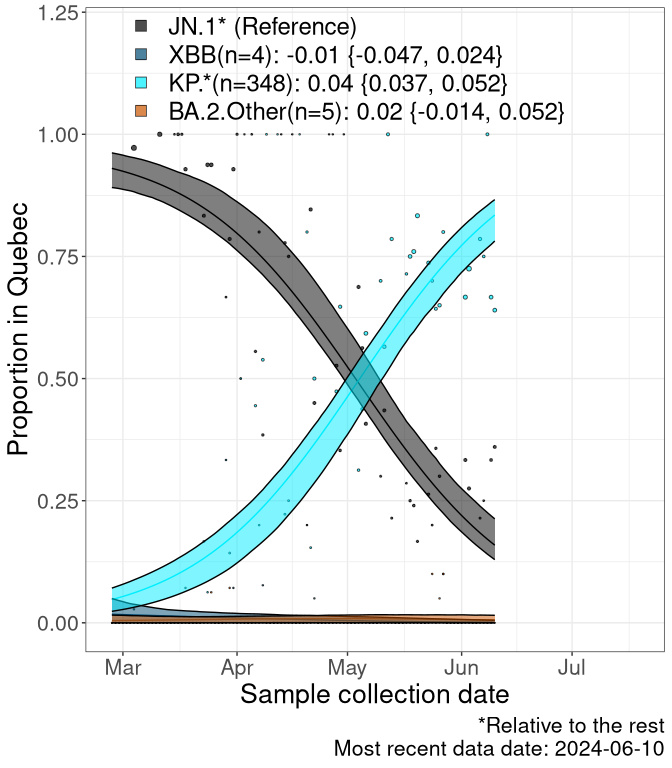 1.25
JN.1* (Reference)
XBB(n=4): -0.01 {-0.047, 0.024}
KP.*(n=348): 0.04 {0.037, 0.052}
BA.2.Other(n=5): 0.02 {-0.014, 0.052}
1.00
0.75
0.50
0.25
0.00
Proportion in Quebec
Mar Apr May Jun Jul
Sample collection date
*Relative to the rest
Most recent data date: 2024-06-10